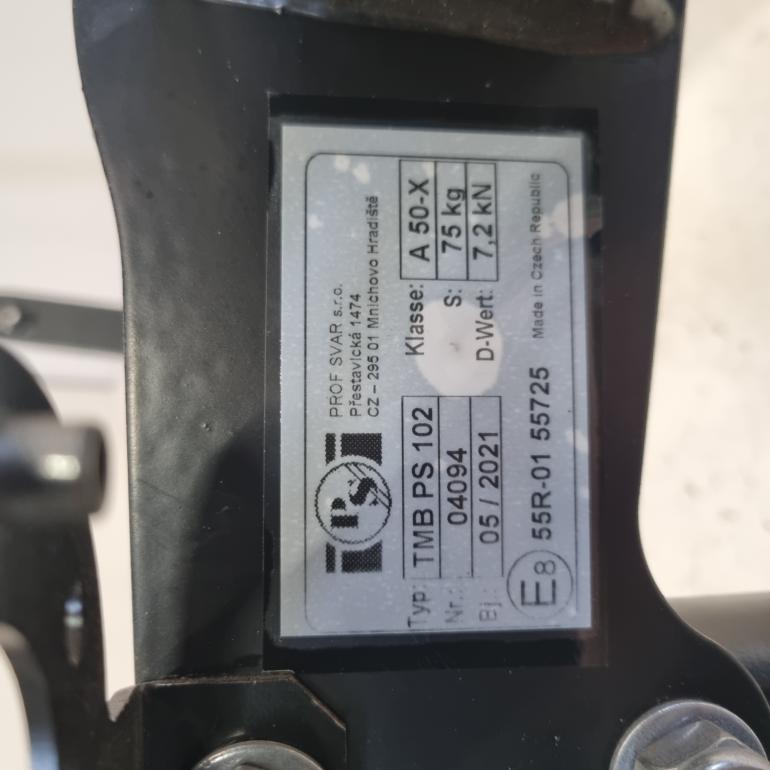 PS
PROF SVAR s.r.o.
Přestavlcká 1474
CZ – 295 01 Mnichovo Hradiště
Typ: TMB PS 102 Klasse: A 50-X
Nr.: 04094 S: 75 kg
Bj.: 05 / 2021 D-Wert: 7,2 kN
E8 55R-01 55725 Made in Czech Republic